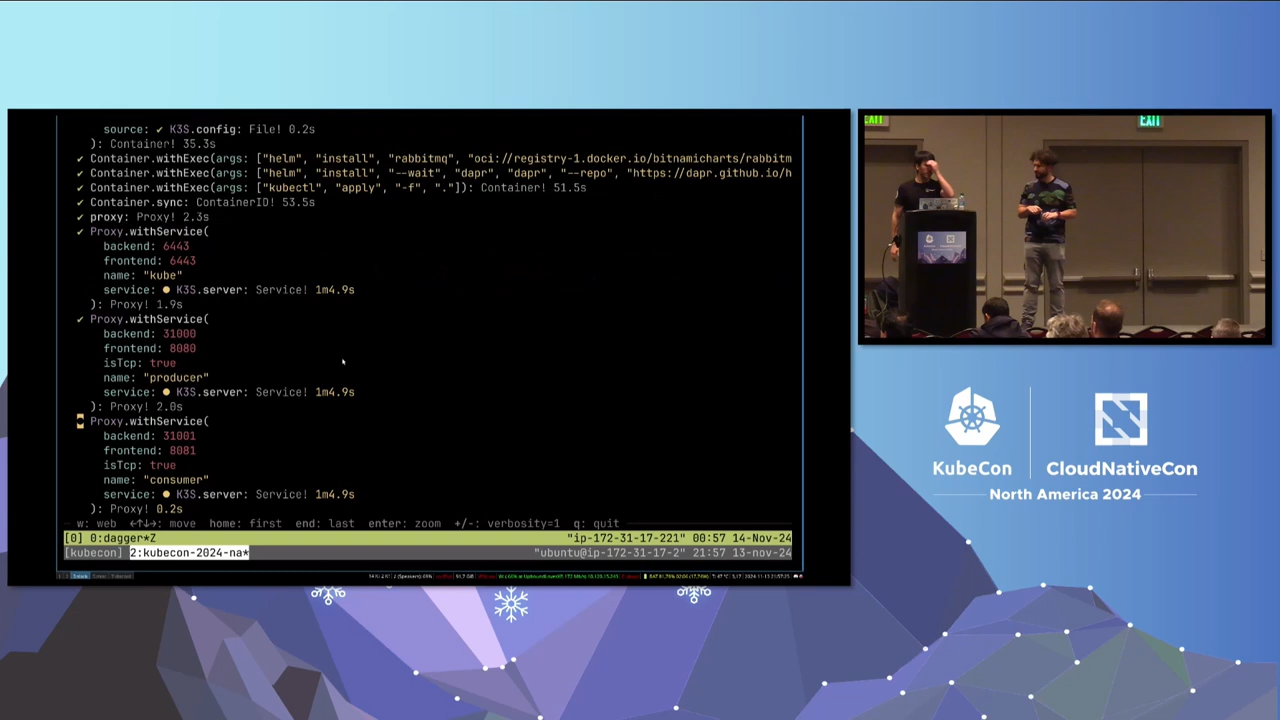 source: ✔ K3S.config: File! 0.2s
): Container! 35.3s
✔ Container.withExec(args: ["helm", "install", "rabbitmq", "oci://registry-1.docker.io/bitnamicharts/rabbitm
✔ Container.withExec(args: ["helm", "install", "--wait", "dapr", "dapr", "--repo", "https://dapr.github.io/h
✔ Container.withExec(args: ["kubectl", "apply", "-f", "."]): Container! 51.5s
✔ Container.sync: ContainerID! 53.5s
✔ proxy: Proxy! 2.3s
✔ Proxy.withService(
backend: 6443
frontend: 6443
name: "kube"
service: ● K3S.server: Service! 1m4.9s
): Proxy! 1.9s
✔ Proxy.withService(
backend: 31000
frontend: 8080
isTcp: true
name: "producer"
service: ● K3S.server: Service! 1m4.9s
): Proxy! 2.0s
Proxy.withService(
backend: 31001
frontend: 8081
isTcp: true
name: "consumer"
service: ● K3S.server: Service! 1m4.9s
): Proxy! 0.2s
w: web ←↑↓→: move home: first end: last enter: zoom +/-: verbosity=1 q: quit
[0] 0:dagger*Z "ip-172-31-17-221" 00:57 14-Nov-24
[kubecon] 2:kubecon-2024-na* "ubuntu@ip-172-31-17-2" 21:57 13-nov-24
EXIT
EXIT
KubeCon
CloudNativeCon
North America 2024